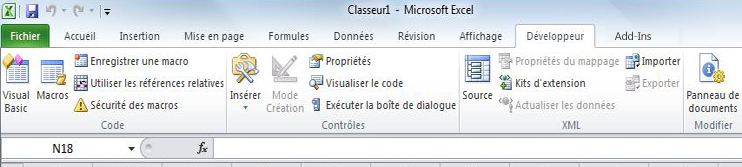 Classeur1 - Microsoft Excel
Fichier Accueil Insertion Mise en page Formules Données Révision Affichage Développeur Add-Ins
Visual Basic
Macros
Enregistrer une macro
Utiliser les références relatives
Sécurité des macros
Code
Insérer
Mode Création
Propriétés
Visualiser le code
Exécuter la boîte de dialogue
Contrôles
Source
Propriétés du mappage
Kits d'extension
Actualiser les données
Importer
Exporter
XML
Panneau de documents
Modifier
N18
fx